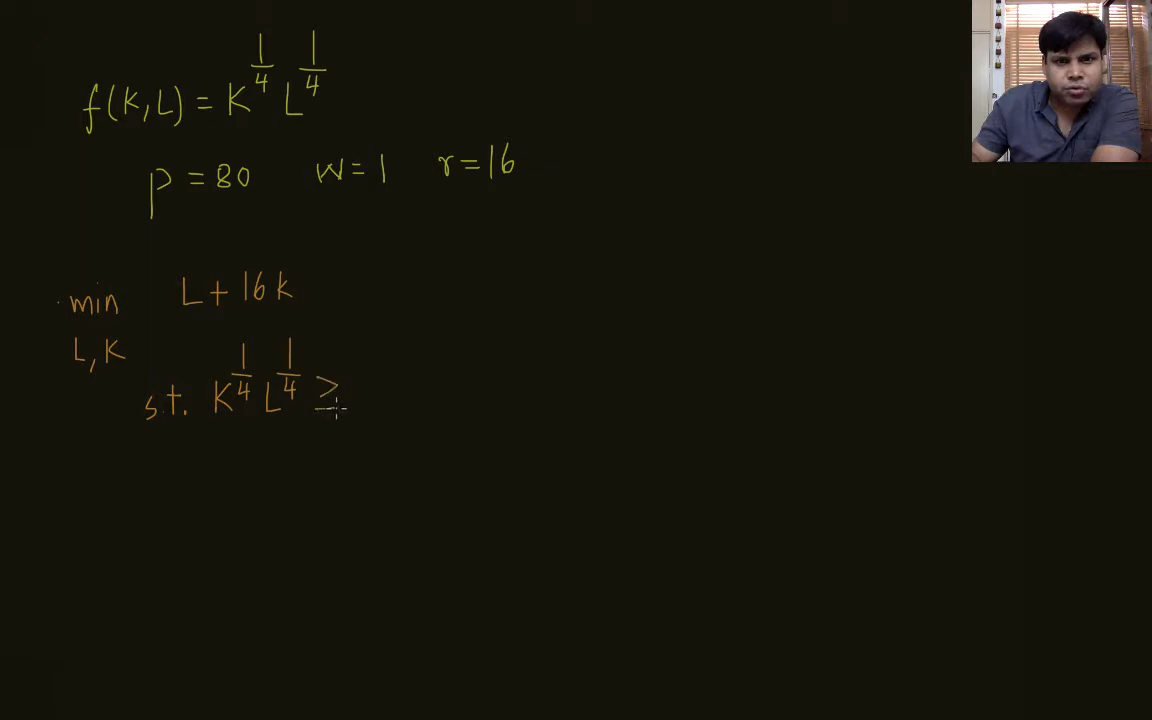 f(K,L) = K^{1/4} L^{1/4}
p = 80 w = 1 r = 16
min L + 16K
L, K
s.t. K^{1/4} L^{1/4} ≥